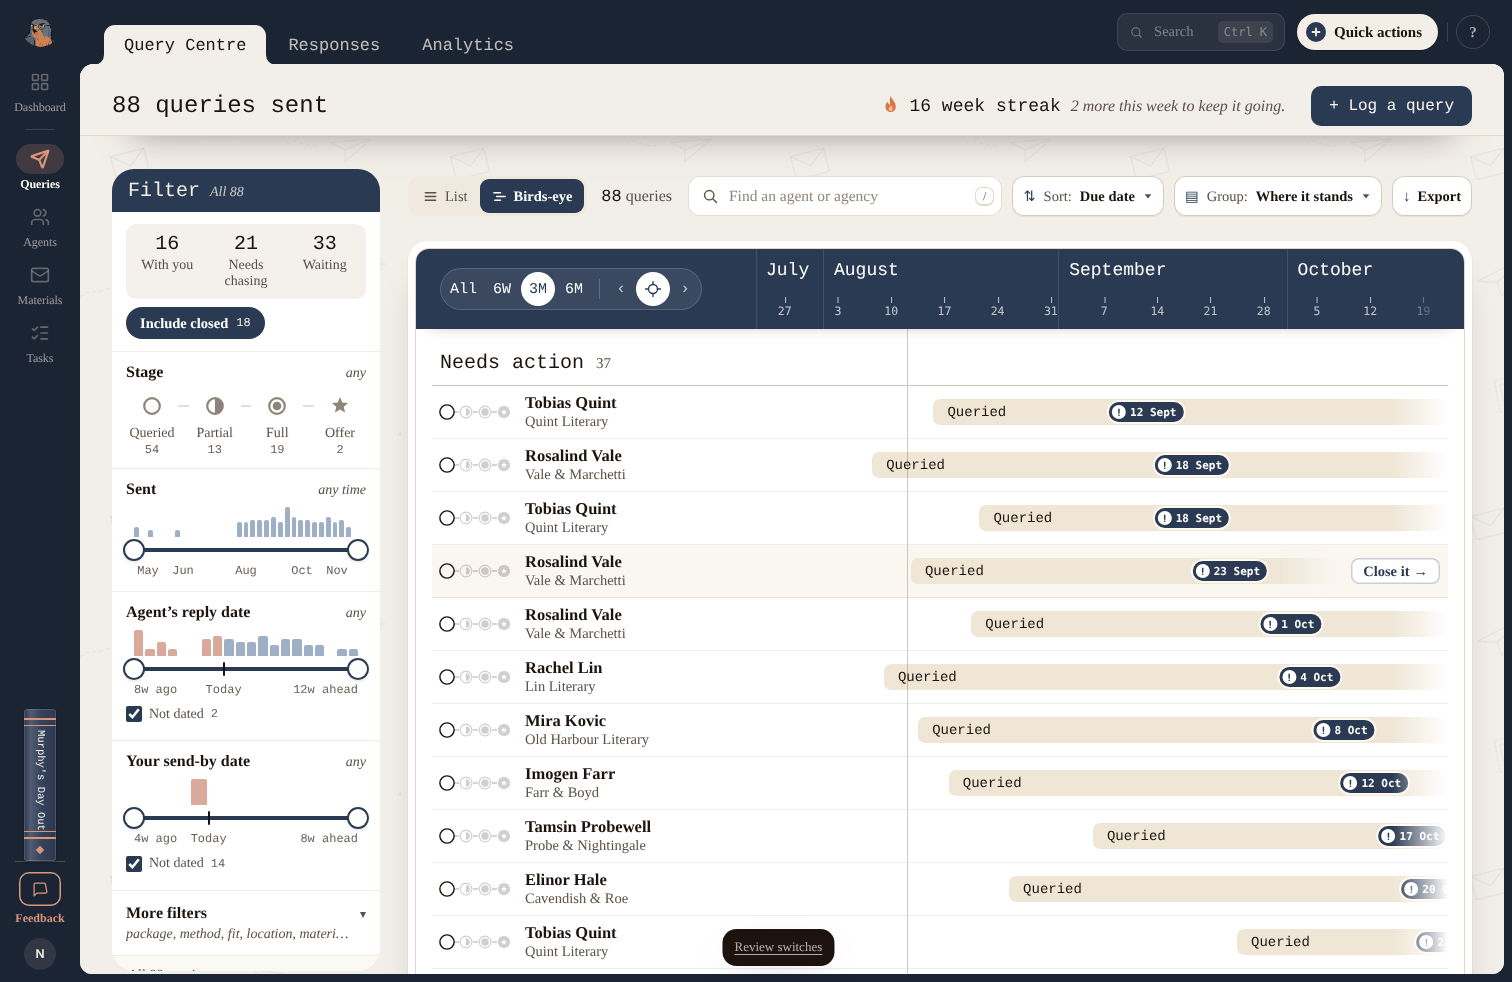 Query Centre
Responses
Analytics
Search
Ctrl K
Quick actions
?
Dashboard
Queries
Agents
Materials
Tasks
Murphy's Day Out
Feedback
N
88 queries sent
16 week streak 2 more this week to keep it going.
+ Log a query
Filter All 88
16 With you
21 Needs chasing
33 Waiting
Include closed 18
Stage any
Queried 54
Partial 13
Full 19
Offer 2
Sent any time
May Jun Aug Oct Nov
Agent's reply date any
8w ago Today 12w ahead
Not dated 2
Your send-by date any
4w ago Today 8w ahead
Not dated 14
More filters
package, method, fit, location, materi…
List
Birds-eye
88 queries
Find an agent or agency
/
Sort: Due date
Group: Where it stands
↓ Export
All 6W 3M 6M ‹ ›
July August September October
27 3 10 17 24 31 7 14 21 28 5 12 19
Needs action 37
Tobias Quint
Quint Literary
Queried
! 12 Sept
Rosalind Vale
Vale & Marchetti
Queried
! 18 Sept
Tobias Quint
Quint Literary
Queried
! 18 Sept
Rosalind Vale
Vale & Marchetti
Queried
! 23 Sept
Close it →
Rosalind Vale
Vale & Marchetti
Queried
! 1 Oct
Rachel Lin
Lin Literary
Queried
! 4 Oct
Mira Kovic
Old Harbour Literary
Queried
! 8 Oct
Imogen Farr
Farr & Boyd
Queried
! 12 Oct
Tamsin Probewell
Probe & Nightingale
Queried
! 17 Oct
Elinor Hale
Cavendish & Roe
Queried
! 20
Tobias Quint
Quint Literary
Queried
!
Review switches